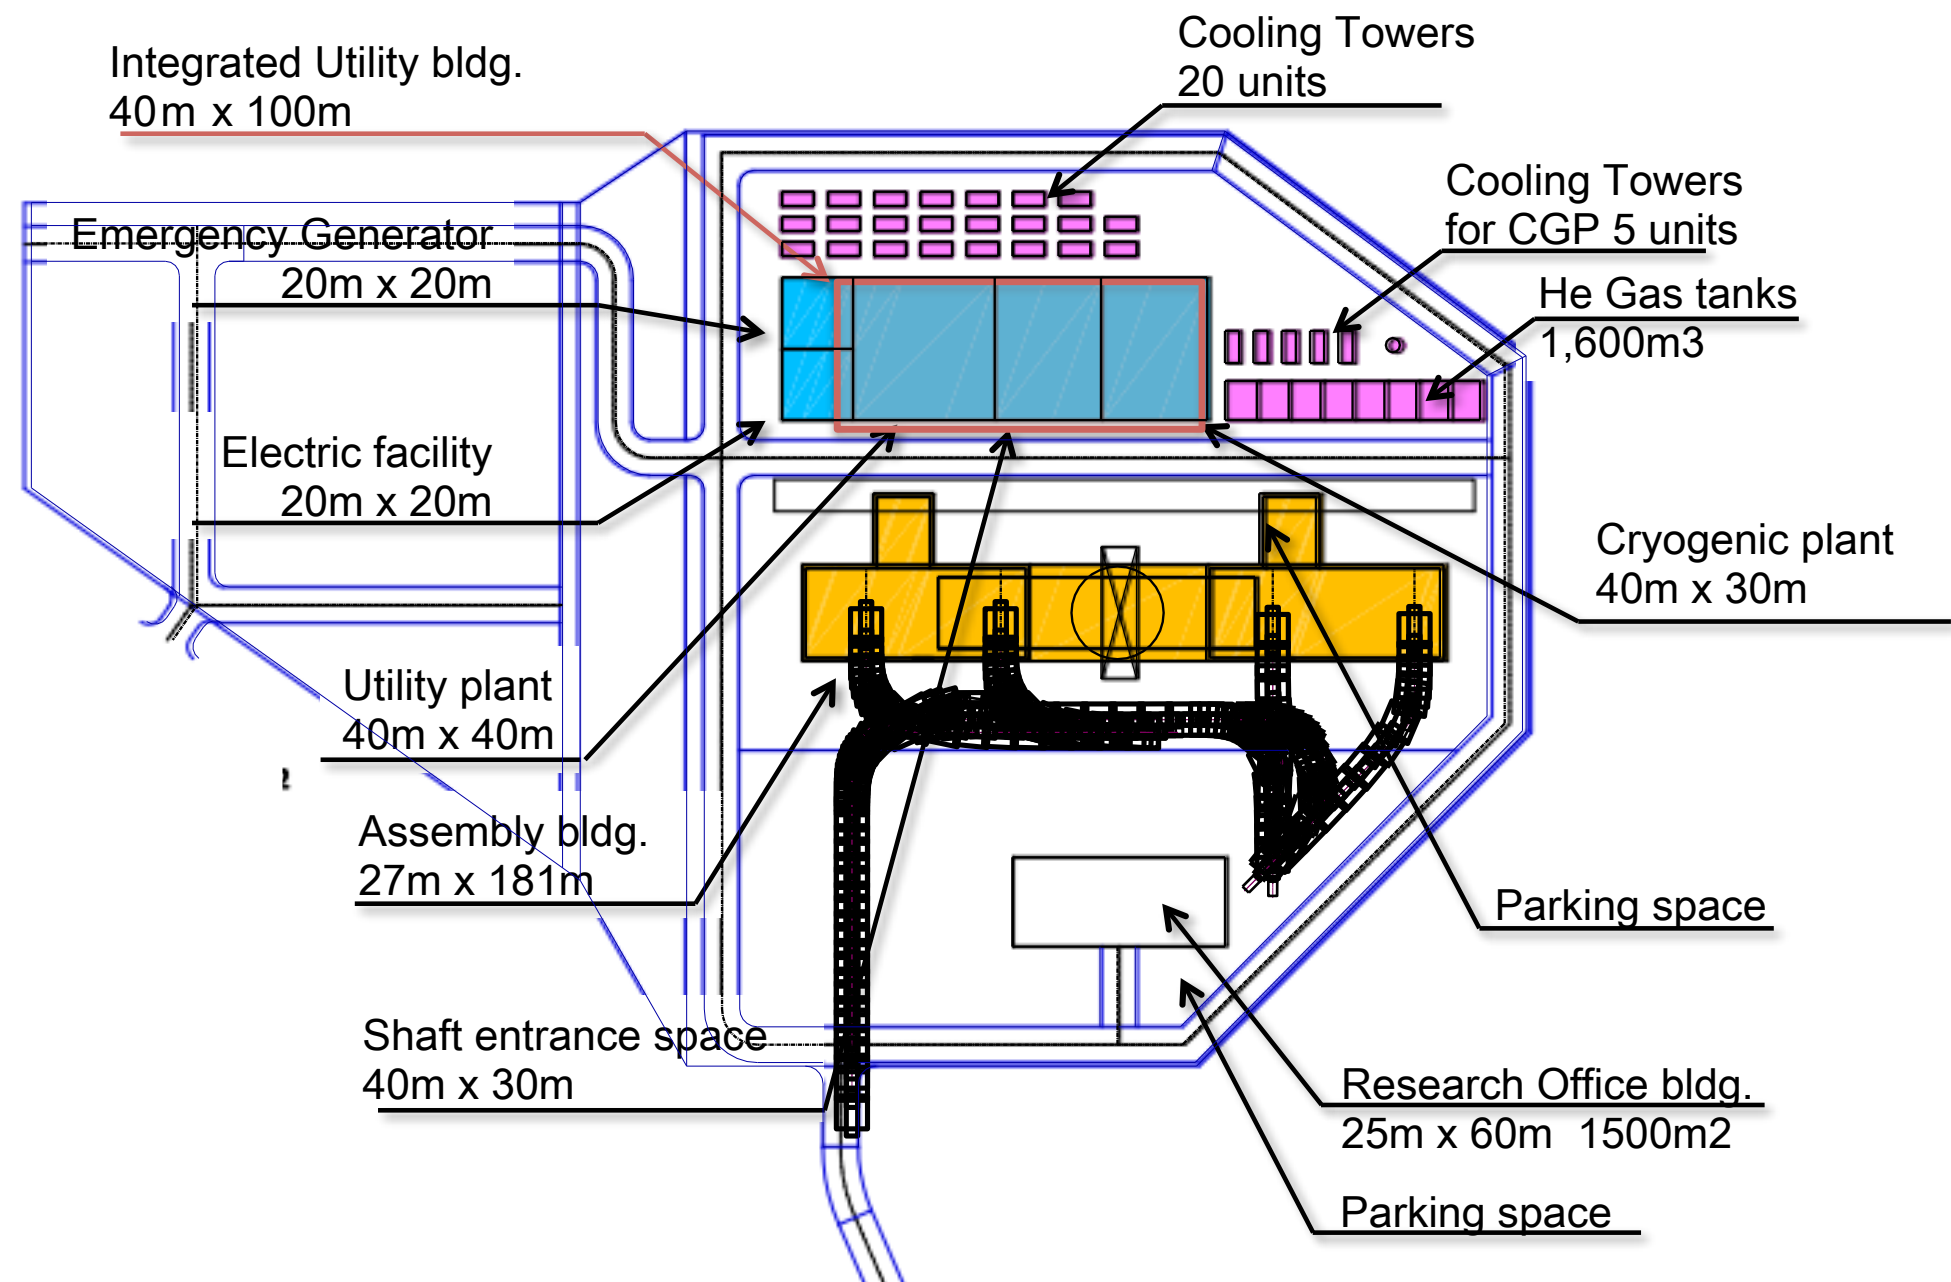 Cooling Towers
20 units
Integrated Utility bldg.
40m x 100m
Cooling Towers
for CGP 5 units
Emergency Generator
20m x 20m
He Gas tanks
1,600m3
Electric facility
20m x 20m
Cryogenic plant
40m x 30m
Utility plant
40m x 40m
Assembly bldg.
27m x 181m
Parking space
Shaft entrance space
40m x 30m
Research Office bldg.
25m x 60m 1500m2
Parking space